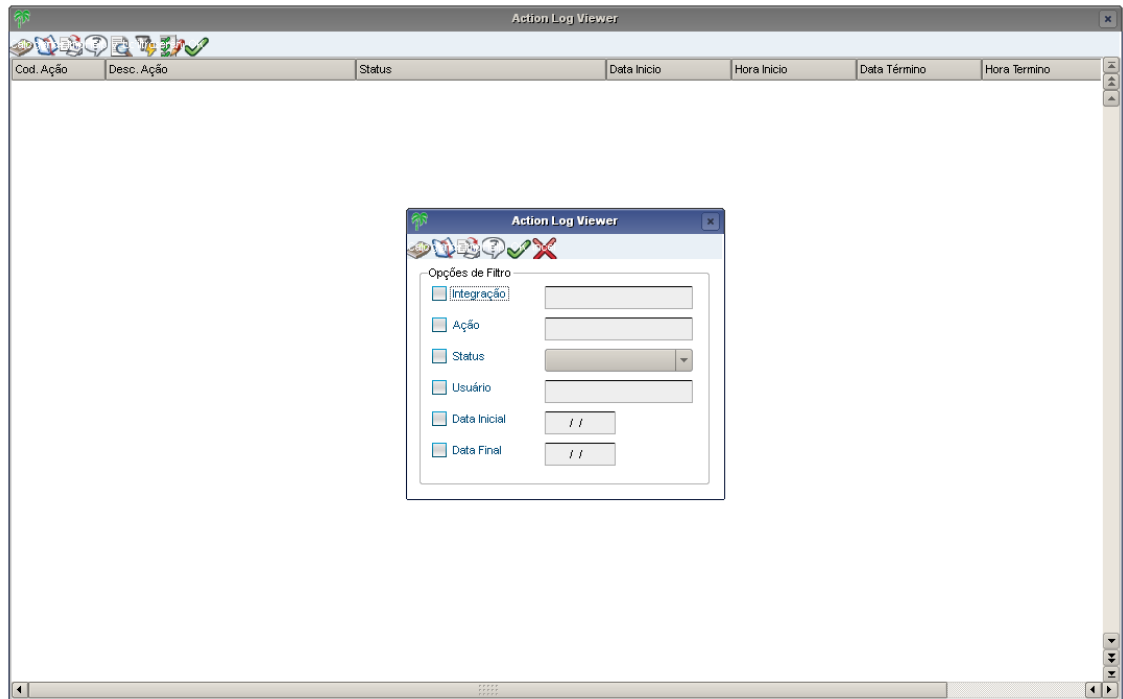 Action Log Viewer
Cod. Ação Desc. Ação Status Data Inicio Hora Inicio Data Término Hora Termino
Action Log Viewer
Opções de Filtro
Integração
Ação
Status
Usuário
Data Inicial / /
Data Final / /